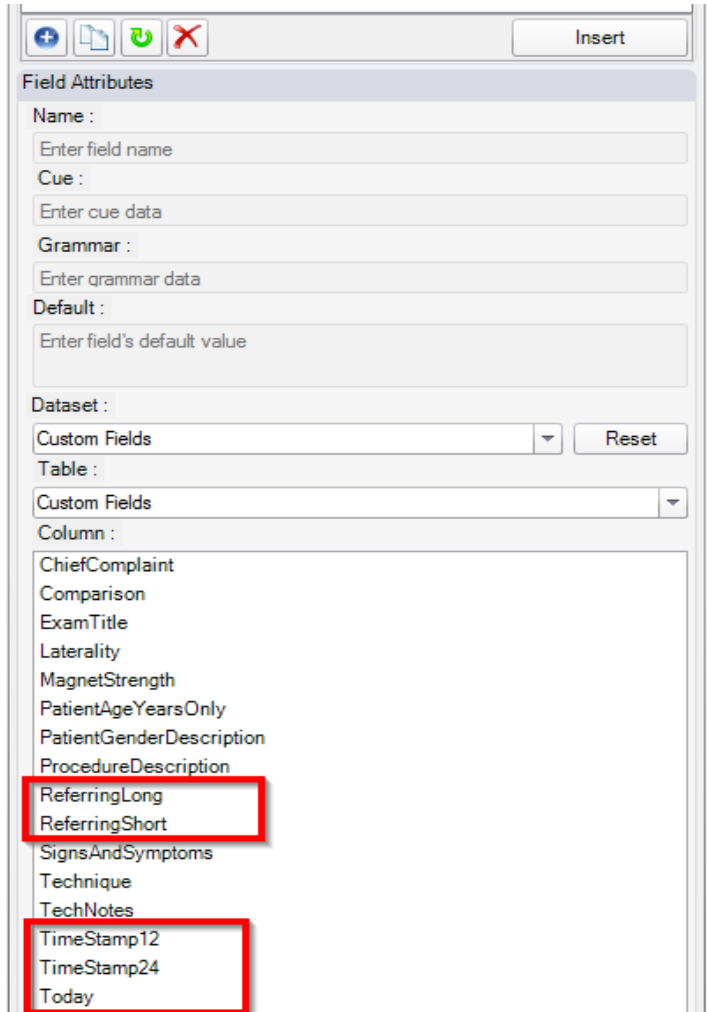 Insert
Field Attributes
Name :
Enter field name
Cue :
Enter cue data
Grammar :
Enter grammar data
Default :
Enter field's default value
Dataset :
Custom Fields Reset
Table :
Custom Fields
Column :
ChiefComplaint
Comparison
ExamTitle
Laterality
MagnetStrength
PatientAgeYearsOnly
PatientGenderDescription
ProcedureDescription
ReferringLong
ReferringShort
SignsAndSymptoms
Technique
TechNotes
TimeStamp12
TimeStamp24
Today